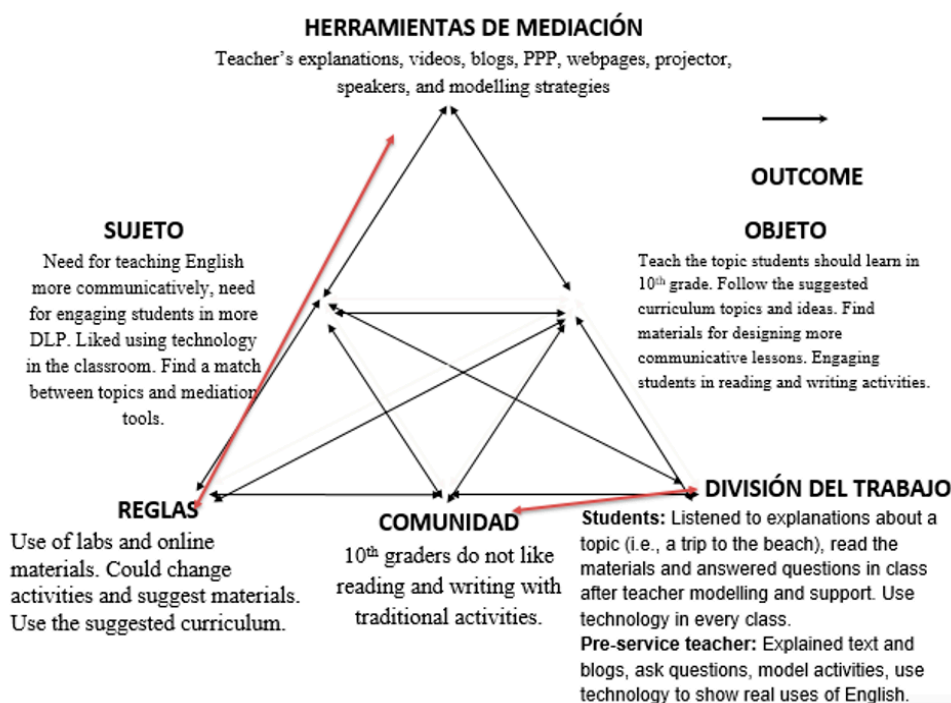 HERRAMIENTAS DE MEDIACIÓN
Teacher's explanations, videos, blogs, PPP, webpages, projector,
speakers, and modelling strategies
OUTCOME
SUJETO
Need for teaching English
more communicatively, need
for engaging students in more
DLP. Liked using technology
in the classroom. Find a match
between topics and mediation
tools.
OBJETO
Teach the topic students should learn in
10th grade. Follow the suggested
curriculum topics and ideas. Find
materials for designing more
communicative lessons. Engaging
students in reading and writing activities.
REGLAS
Use of labs and online
materials. Could change
activities and suggest materials.
Use the suggested curriculum.
COMUNIDAD
10th graders do not like
reading and writing with
traditional activities.
DIVISIÓN DEL TRABAJO
Students: Listened to explanations about a
topic (i.e., a trip to the beach), read the
materials and answered questions in class
after teacher modelling and support. Use
technology in every class.
Pre-service teacher: Explained text and
blogs, ask questions, model activities, use
technology to show real uses of English.